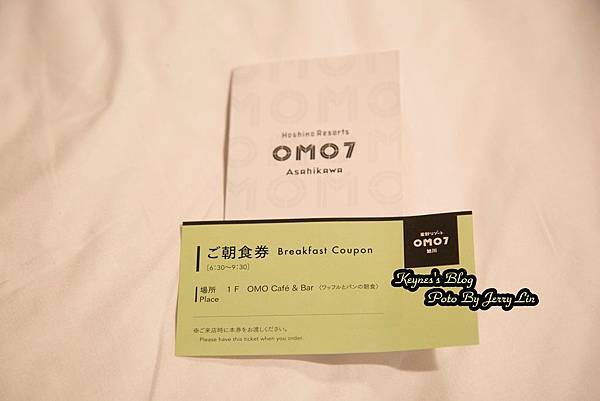 OMOMO
Hoshino Resorts
OMO7
Asahikawa
ご朝食券 Breakfast Coupon
[6:30～9:30]
場所 1F OMO Café & Bar〈ワッフルとパンの朝食〉
Place
※ご来店時に本券をお渡しください。
Please have this ticket when you order.
星野リゾート
OMO7
旭川
Keynes's Blog
Poto By Jerry Lin